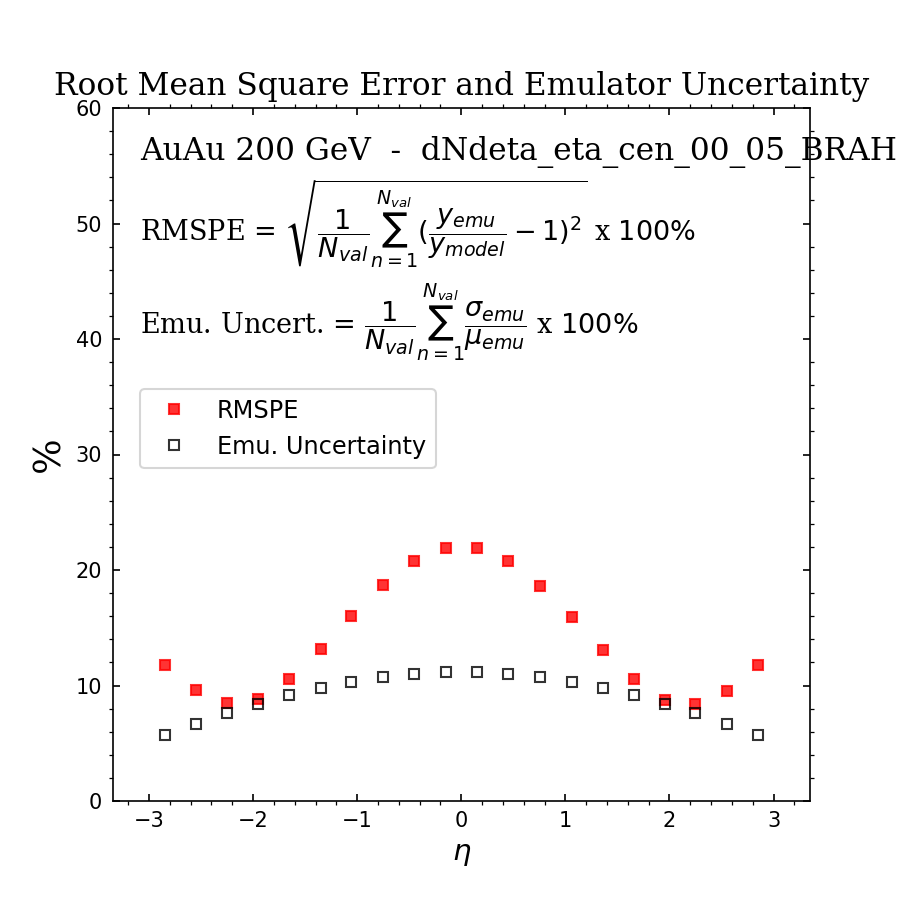 Root Mean Square Error and Emulator Uncertainty
60
AuAu 200 GeV - dNdeta_eta_cen_00_05_BRAH
50
RMSPE = √(1/N_val ∑_{n=1}^{N_val} (y_emu/y_model − 1)²) x 100%
Emu. Uncert. = 1/N_val ∑_{n=1}^{N_val} σ_emu/μ_emu x 100%
40
RMSPE
Emu. Uncertainty
%
30
20
10
0
−3 −2 −1 0 1 2 3
η